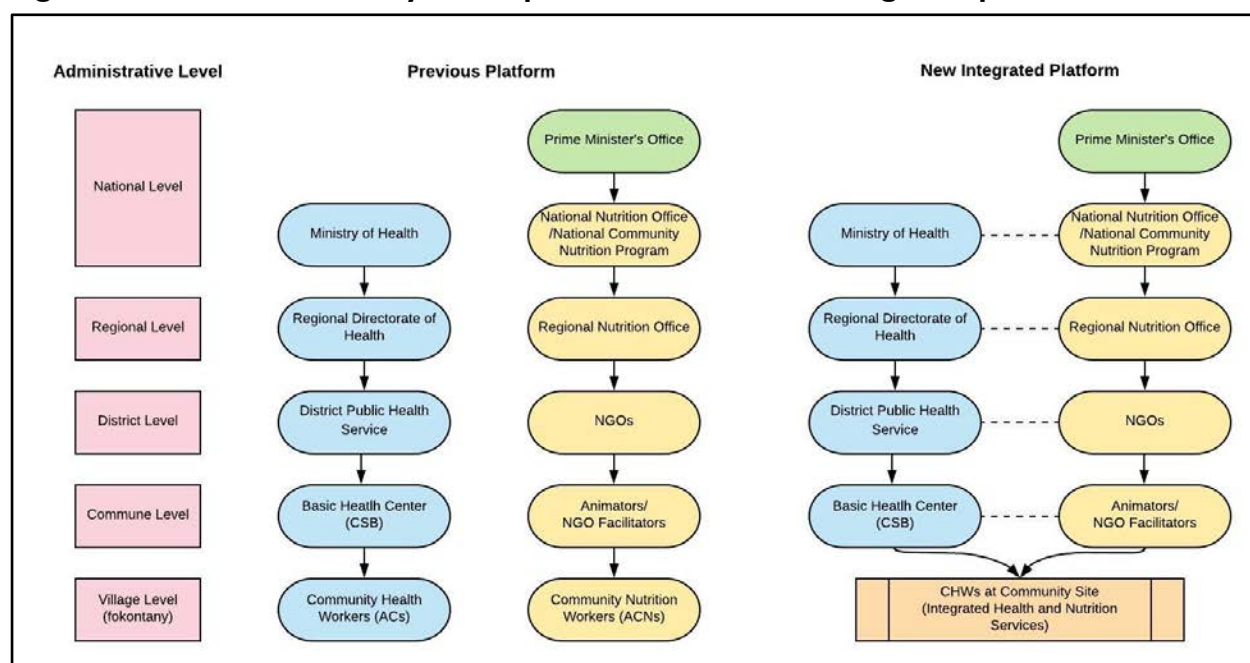 Administrative Level
Previous Platform
New Integrated Platform
National Level
Prime Minister's Office
Prime Minister's Office
Ministry of Health
National Nutrition Office
/National Community
Nutrition Program
Ministry of Health
National Nutrition Office
/National Community
Nutrition Program
Regional Level
Regional Directorate of
Health
Regional Nutrition Office
Regional Directorate of
Health
Regional Nutrition Office
District Level
District Public Health
Service
NGOs
District Public Health
Service
NGOs
Commune Level
Basic Heatlh Center
(CSB)
Animators/
NGO Facilitators
Basic Heatlh Center
(CSB)
Animators/
NGO Facilitators
Village Level
(fokontany)
Community Health
Workers (ACs)
Community Nutrition
Workers (ACNs)
CHWs at Community Site
(Integrated Health and Nutrition
Services)